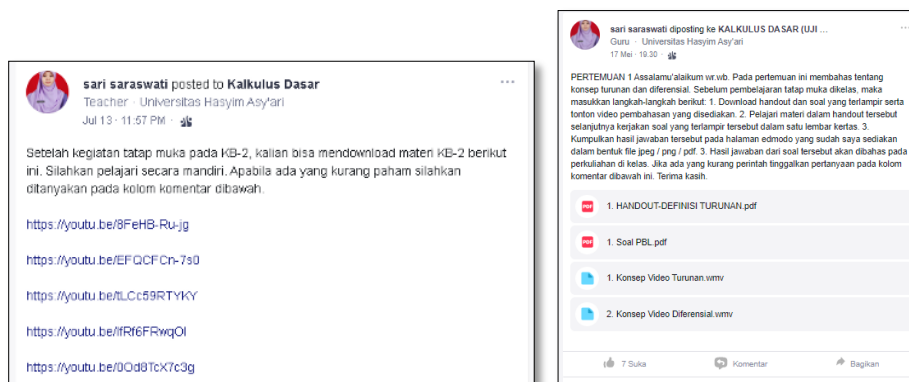 sari saraswati posted to Kalkulus Dasar
Teacher · Universitas Hasyim Asy'ari
Jul 13 · 11:57 PM ·
Setelah kegiatan tatap muka pada KB-2, kalian bisa mendownload materi KB-2 berikut
ini. Silahkan pelajari secara mandiri. Apabila ada yang kurang paham silahkan
ditanyakan pada kolom komentar dibawah.
https://youtu.be/8FeHB-Ru-jg
https://youtu.be/EFQCFCn-7s0
https://youtu.be/tLCc59RTYKY
https://youtu.be/lfRf6FRwqOI
https://youtu.be/0Od8TcX7c3g
sari saraswati diposting ke KALKULUS DASAR (UJI ...
Guru · Universitas Hasyim Asy'ari
17 Mei · 19.30 ·
PERTEMUAN 1 Assalamu'alaikum wr.wb. Pada pertemuan ini membahas tentang
konsep turunan dan diferensial. Sebelum pembelajaran tatap muka dikelas, maka
masukkan langkah-langkah berikut: 1. Download handout dan soal yang terlampir serta
tonton video pembahasan yang disediakan. 2. Pelajari materi dalam handout tersebut
selanjutnya kerjakan soal yang terlampir tersebut dalam satu lembar kertas. 3.
Kumpulkan hasil jawaban tersebut pada halaman edmodo yang sudah saya sediakan
dalam bentuk file jpeg / png / pdf. 3. Hasil jawaban dari soal tersebut akan dibahas pada
perkuliahan di kelas. Jika ada yang kurang perintah tinggalkan pertanyaan pada kolom
komentar dibawah ini. Terima kasih.
PDF 1. HANDOUT-DEFINISI TURUNAN.pdf
PDF 1. Soal PBL.pdf
1. Konsep Video Turunan.wmv
2. Konsep Video Diferensial.wmv
7 Suka Komentar Bagikan